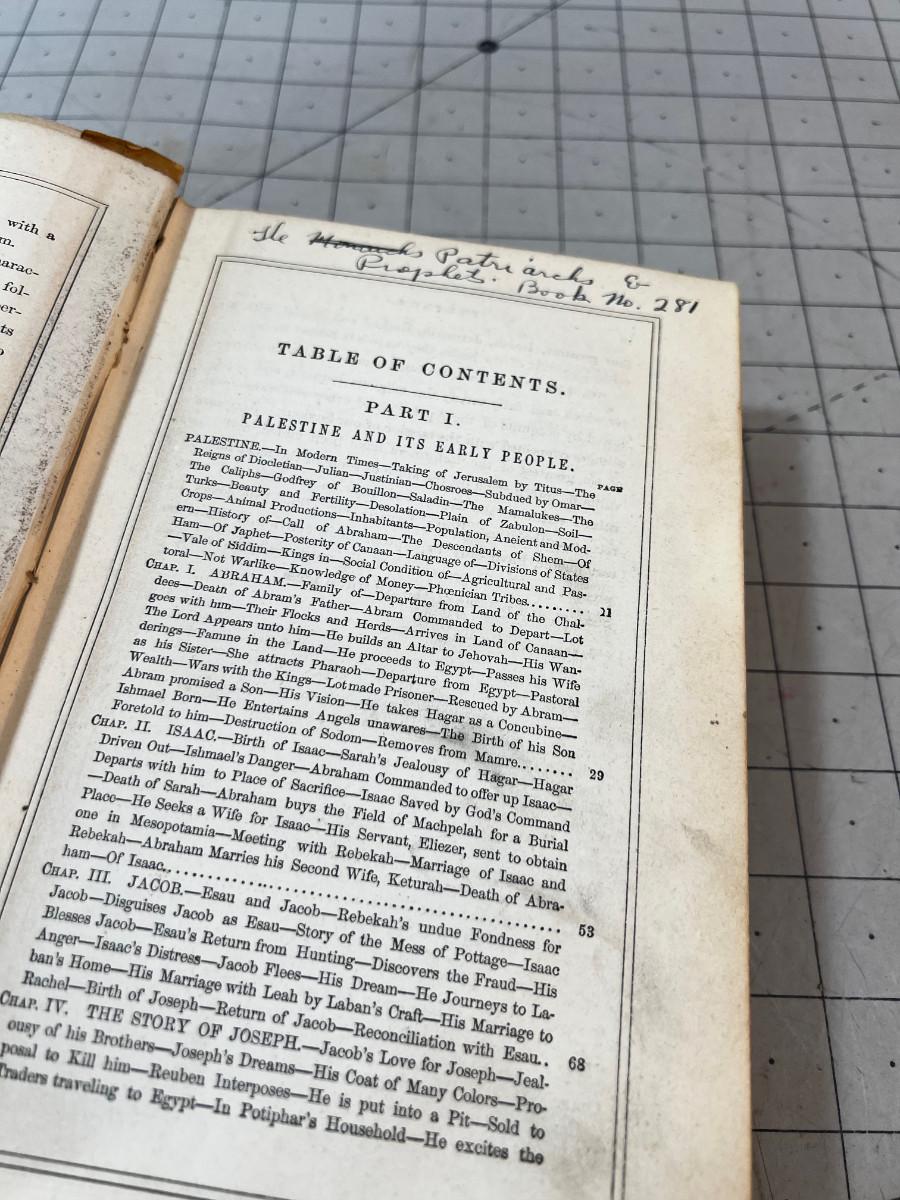 with a
m.
arac-
fol-
er-
ts
The Monarchs Patriarchs &
Prophet. Book No. 281
TABLE OF CONTENTS.
PART I.
PALESTINE AND ITS EARLY PEOPLE.
PAGE
PALESTINE.—In Modern Times—Taking of Jerusalem by Titus—The
Reigns of Diocletian—Julian—Justinian—Chosroes—Subdued by Omar—
The Caliphs—Godfrey of Bouillon—Saladin—The Mamalukes—The
Turks—Beauty and Fertility—Desolation—Plain of Zabulon—Soil—
Crops—Animal Productions—Inhabitants—Population, Aneient and Mod-
ern—History of—Call of Abraham—The Descendants of Shem—Of
Ham—Of Japhet—Posterity of Canaan—Language of—Divisions of States
—Vale of Siddim—Kings in—Social Condition of—Agricultural and Pas-
toral—Not Warlike—Knowledge of Money—Phœnician Tribes......... 21
CHAP. I. ABRAHAM.—Family of—Departure from Land of the Chal-
dees—Death of Abram's Father—Abram Commanded to Depart—Lot
goes with him—Their Flocks and Herds—Arrives in Land of Canaan—
The Lord Appears unto him—He builds an Altar to Jehovah—His Wan-
derings—Famine in the Land—He proceeds to Egypt—Passes his Wife
as his Sister—She attracts Pharaoh—Departure from Egypt—Pastoral
Wealth—Wars with the Kings—Lot made Prisoner—Rescued by Abram—
Abram promised a Son—His Vision—He takes Hagar as a Concubine—
Ishmael Born—He Entertains Angels unawares—The Birth of his Son
Foretold to him—Destruction of Sodom—Removes from Mamre........ 29
CHAP. II. ISAAC.—Birth of Isaac—Sarah's Jealousy of Hagar—Hagar
Driven Out—Ishmael's Danger—Abraham Commanded to offer up Isaac—
Departs with him to Place of Sacrifice—Isaac Saved by God's Command
—Death of Sarah—Abraham buys the Field of Machpelah for a Burial
Place—He Seeks a Wife for Isaac—His Servant, Eliezer, sent to obtain
one in Mesopotamia—Meeting with Rebekah—Marriage of Isaac and
Rebekah—Abraham Marries his Second Wife, Keturah—Death of Abra-
ham—Of Isaac.......................................... 53
CHAP. III. JACOB.—Esau and Jacob—Rebekah's undue Fondness for
Jacob—Disguises Jacob as Esau—Story of the Mess of Pottage—Isaac
Blesses Jacob—Esau's Return from Hunting—Discovers the Fraud—His
Anger—Isaac's Distress—Jacob Flees—His Dream—He Journeys to La-
ban's Home—His Marriage with Leah by Laban's Craft—His Marriage to
Rachel—Birth of Joseph—Return of Jacob—Reconciliation with Esau.. 68
CHAP. IV. THE STORY OF JOSEPH.—Jacob's Love for Joseph—Jeal-
ousy of his Brothers—Joseph's Dreams—His Coat of Many Colors—Pro-
posal to Kill him—Reuben Interposes—He is put into a Pit—Sold to
Traders traveling to Egypt—In Potiphar's Household—He excites the